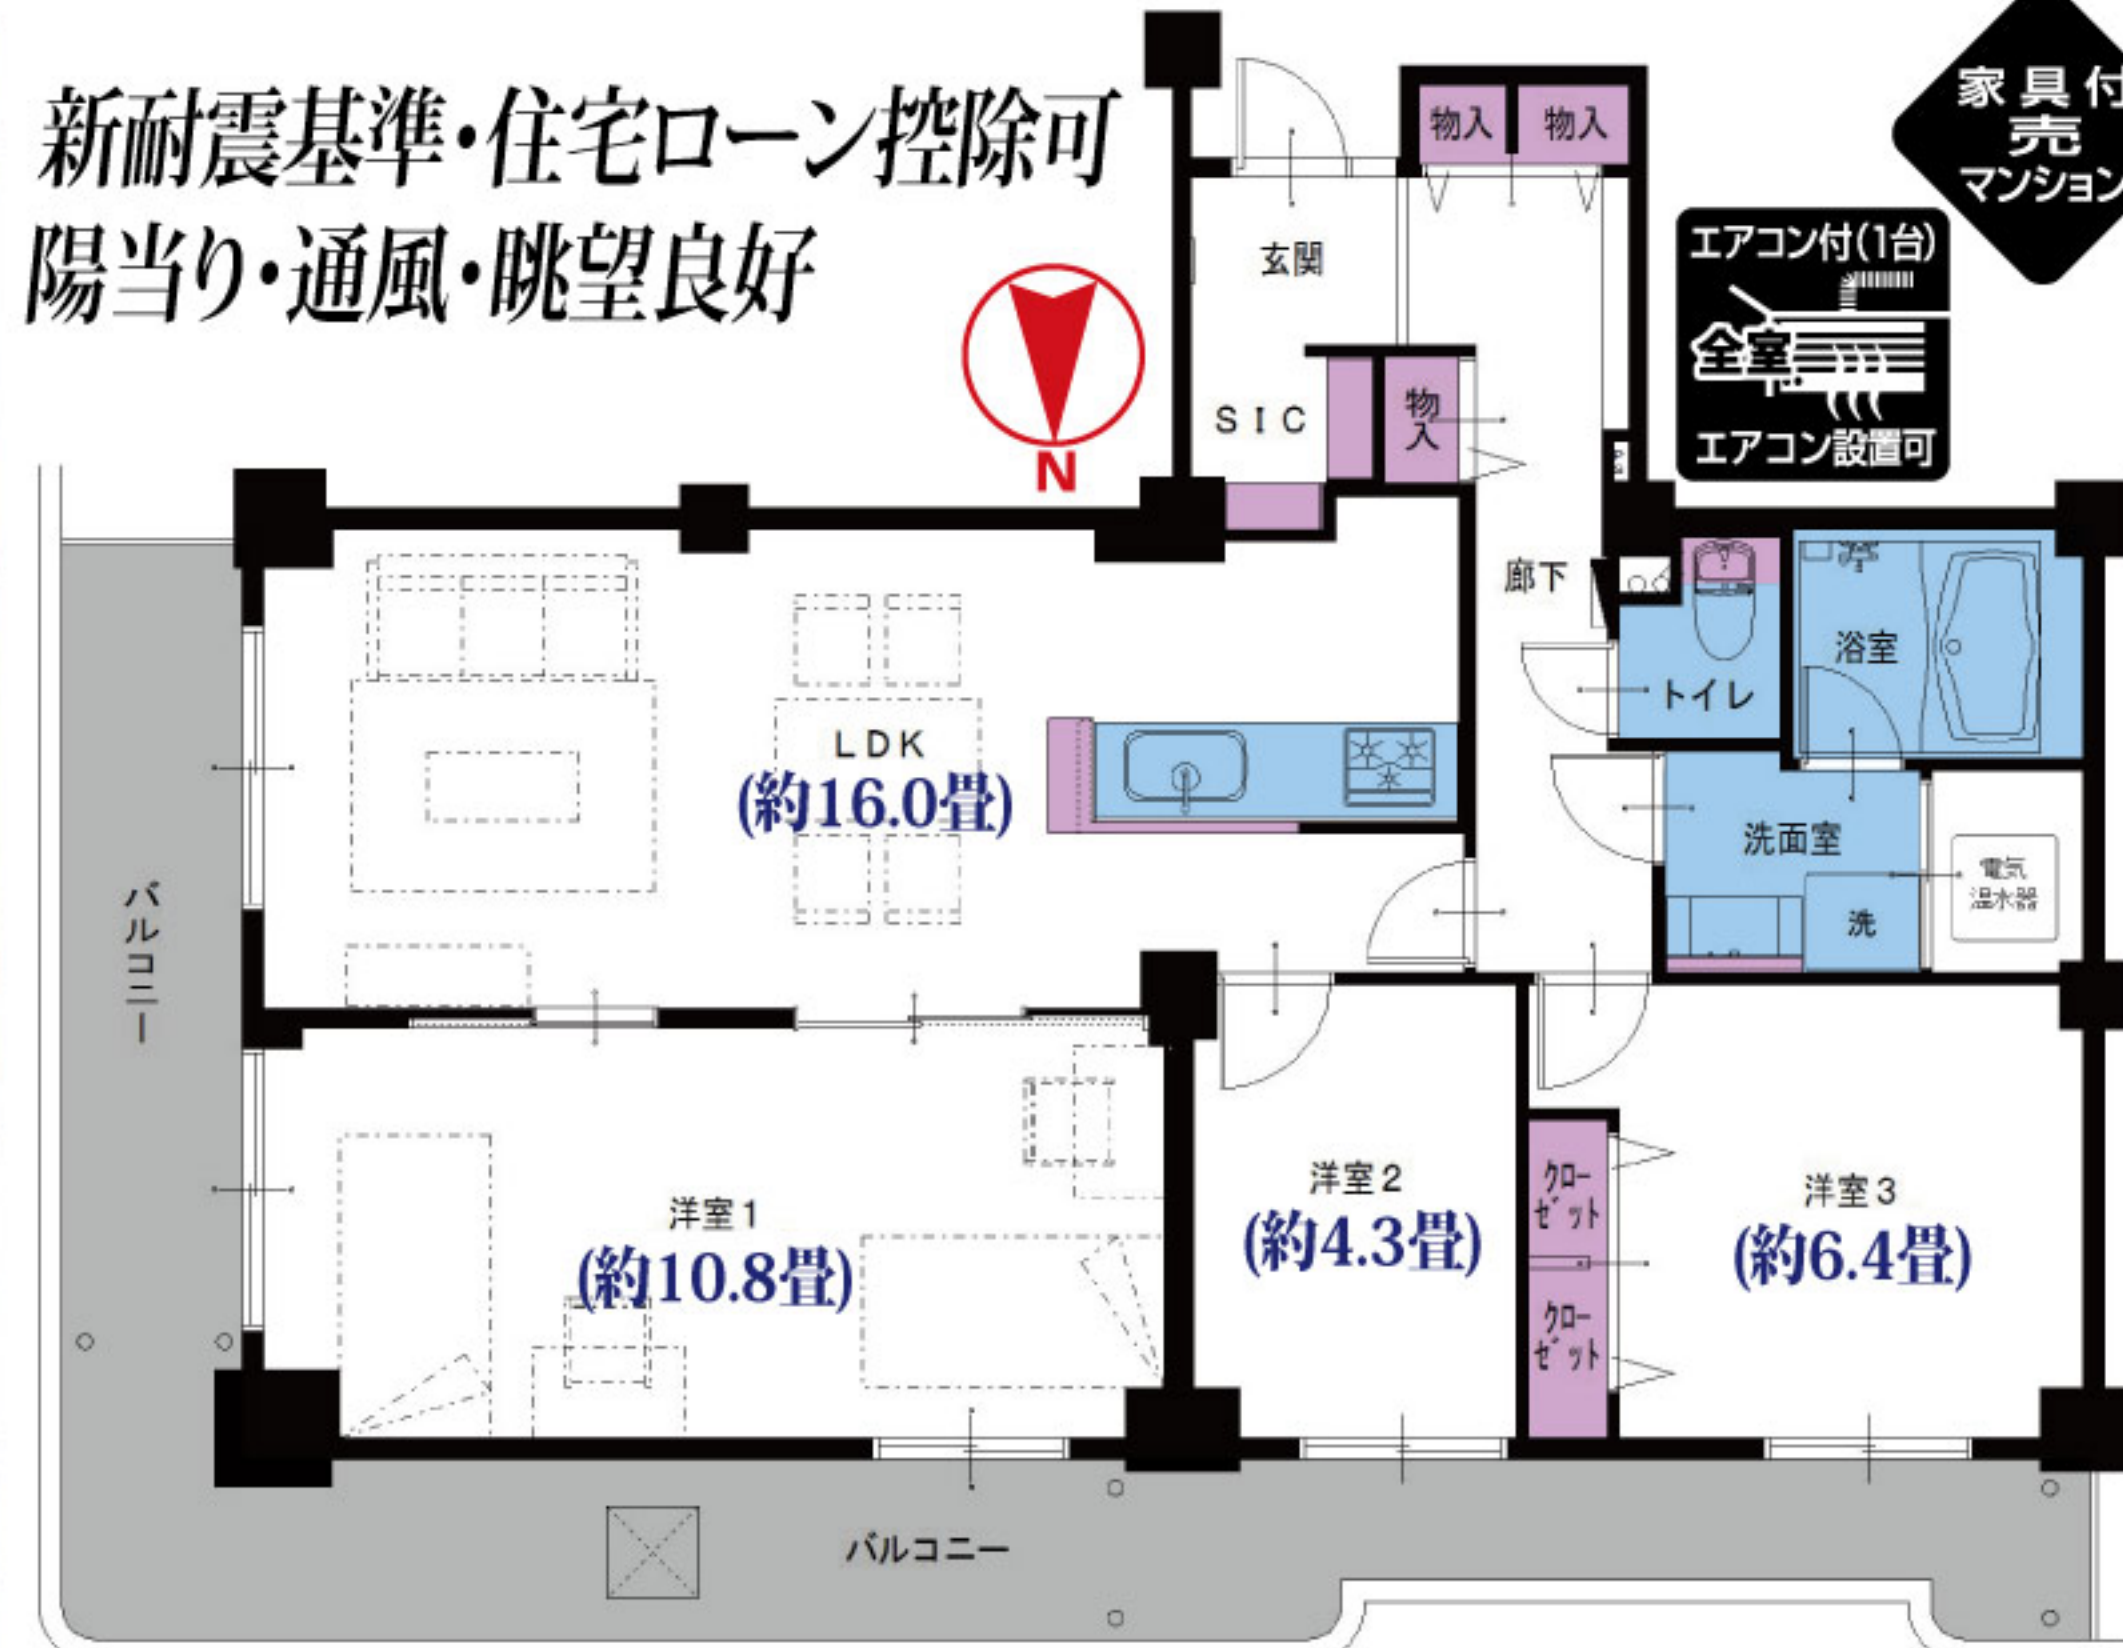 新耐震基準・住宅ローン控除可
陽当り・通風・眺望良好
家具付
売
マンション
エアコン付(1台)
全室
エアコン設置可
N
物入
物入
玄関
SIC
物入
PS
廊下
トイレ
浴室
LDK
(約16.0畳)
洗面室
洗
電気
温水器
バルコニー
洋室1
(約10.8畳)
洋室2
(約4.3畳)
クローゼット
クローゼット
洋室3
(約6.4畳)
バルコニー